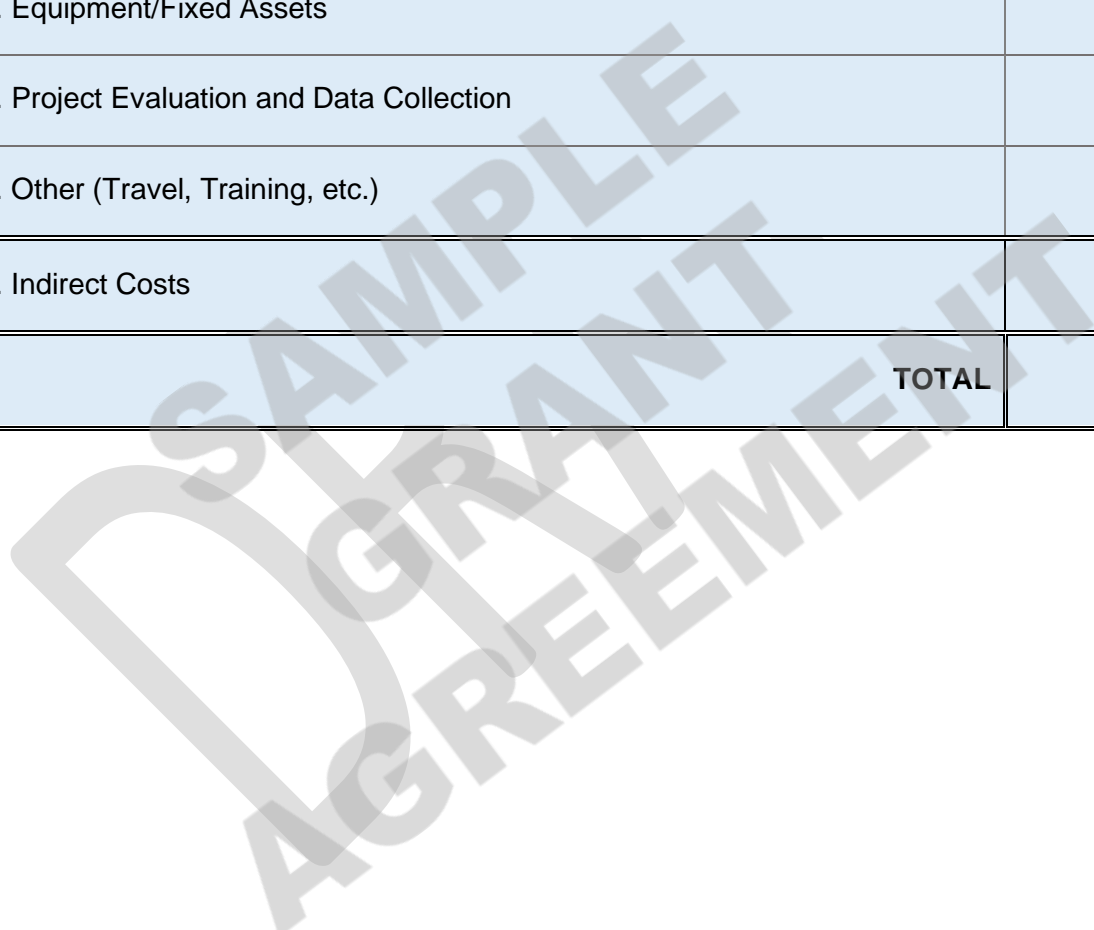 . Equipment/Fixed Assets
. Project Evaluation and Data Collection
. Other (Travel, Training, etc.)
. Indirect Costs
TOTAL
SAMPLE
GRANT
AGREEMENT